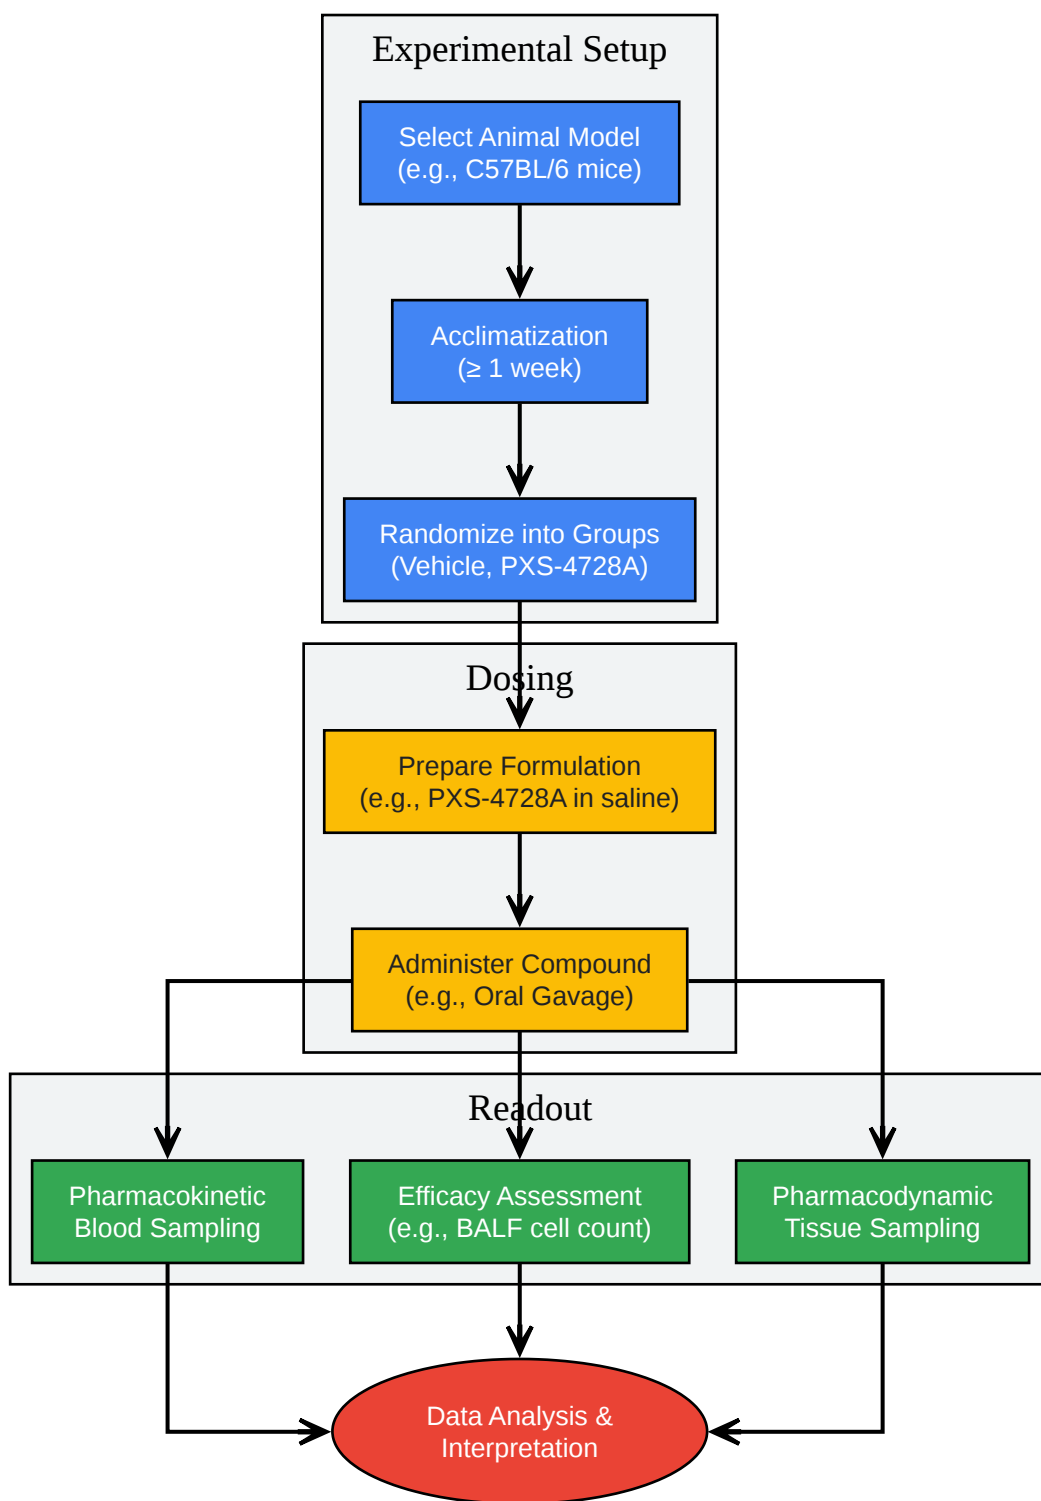 Experimental Setup
Select Animal Model
(e.g., C57BL/6 mice)
Acclimatization
(≥ 1 week)
Randomize into Groups
(Vehicle, PXS-4728A)
Dosing
Prepare Formulation
(e.g., PXS-4728A in saline)
Administer Compound
(e.g., Oral Gavage)
Readout
Pharmacokinetic
Blood Sampling
Efficacy Assessment
(e.g., BALF cell count)
Pharmacodynamic
Tissue Sampling
Data Analysis &
Interpretation